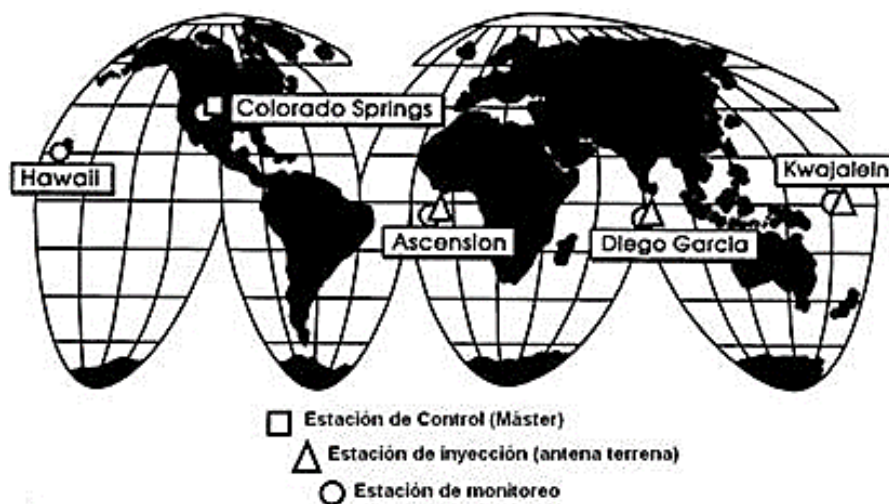 Colorado Springs
Hawaii
Kwajalein
Ascension
Diego Garcia
Estación de Control (Máster)
Estación de inyección (antena terrena)
Estación de monitoreo